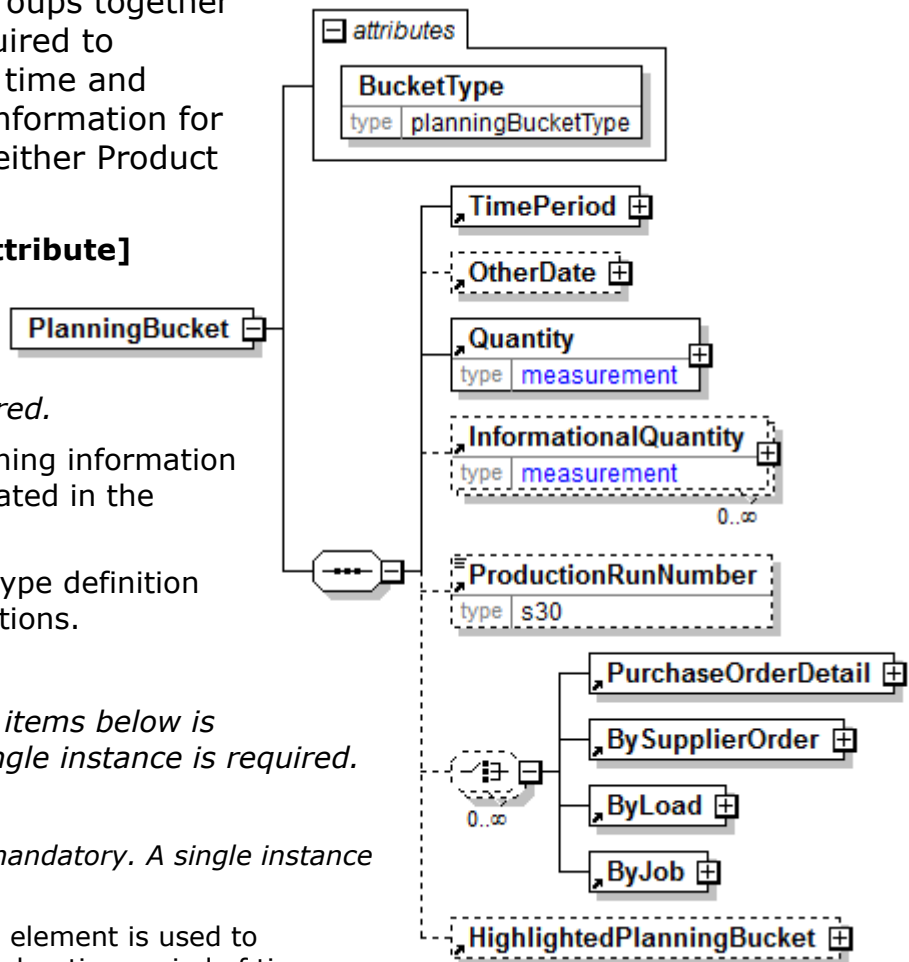 oups together
uired to
time and
nformation for
either Product
ttribute]
red.
ning information
ated in the
ype definition
tions.
items below is
ngle instance is required.
mandatory. A single instance
element is used to
attributes
BucketType
type planningBucketType
PlanningBucket
TimePeriod
OtherDate
Quantity
type measurement
InformationalQuantity
type measurement
0..∞
ProductionRunNumber
type s30
0..∞
PurchaseOrderDetail
BySupplierOrder
ByLoad
ByJob
HighlightedPlanningBucket